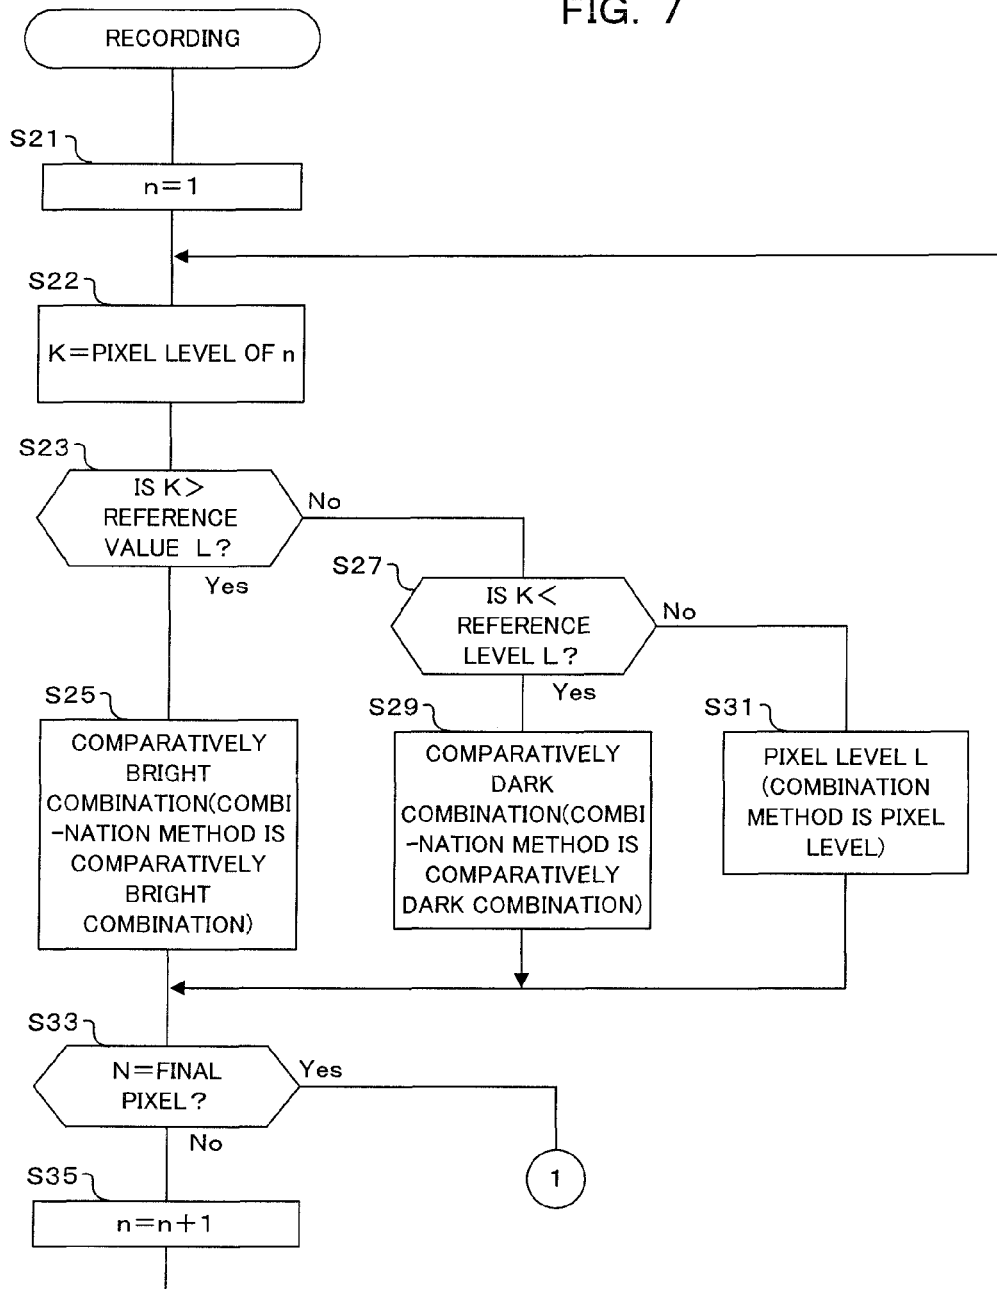 FIG. 7
RECORDING
S21
n=1
S22
K=PIXEL LEVEL OF n
S23
IS K>
REFERENCE
VALUE L?
No
Yes
S27
IS K<
REFERENCE
LEVEL L?
No
Yes
S25
COMPARATIVELY
BRIGHT
COMBINATION(COMBI
-NATION METHOD IS
COMPARATIVELY
BRIGHT
COMBINATION)
S29
COMPARATIVELY
DARK
COMBINATION(COMBI
-NATION METHOD IS
COMPARATIVELY
DARK COMBINATION)
S31
PIXEL LEVEL L
(COMBINATION
METHOD IS PIXEL
LEVEL)
S33
N=FINAL
PIXEL?
Yes
No
1
S35
n=n+1